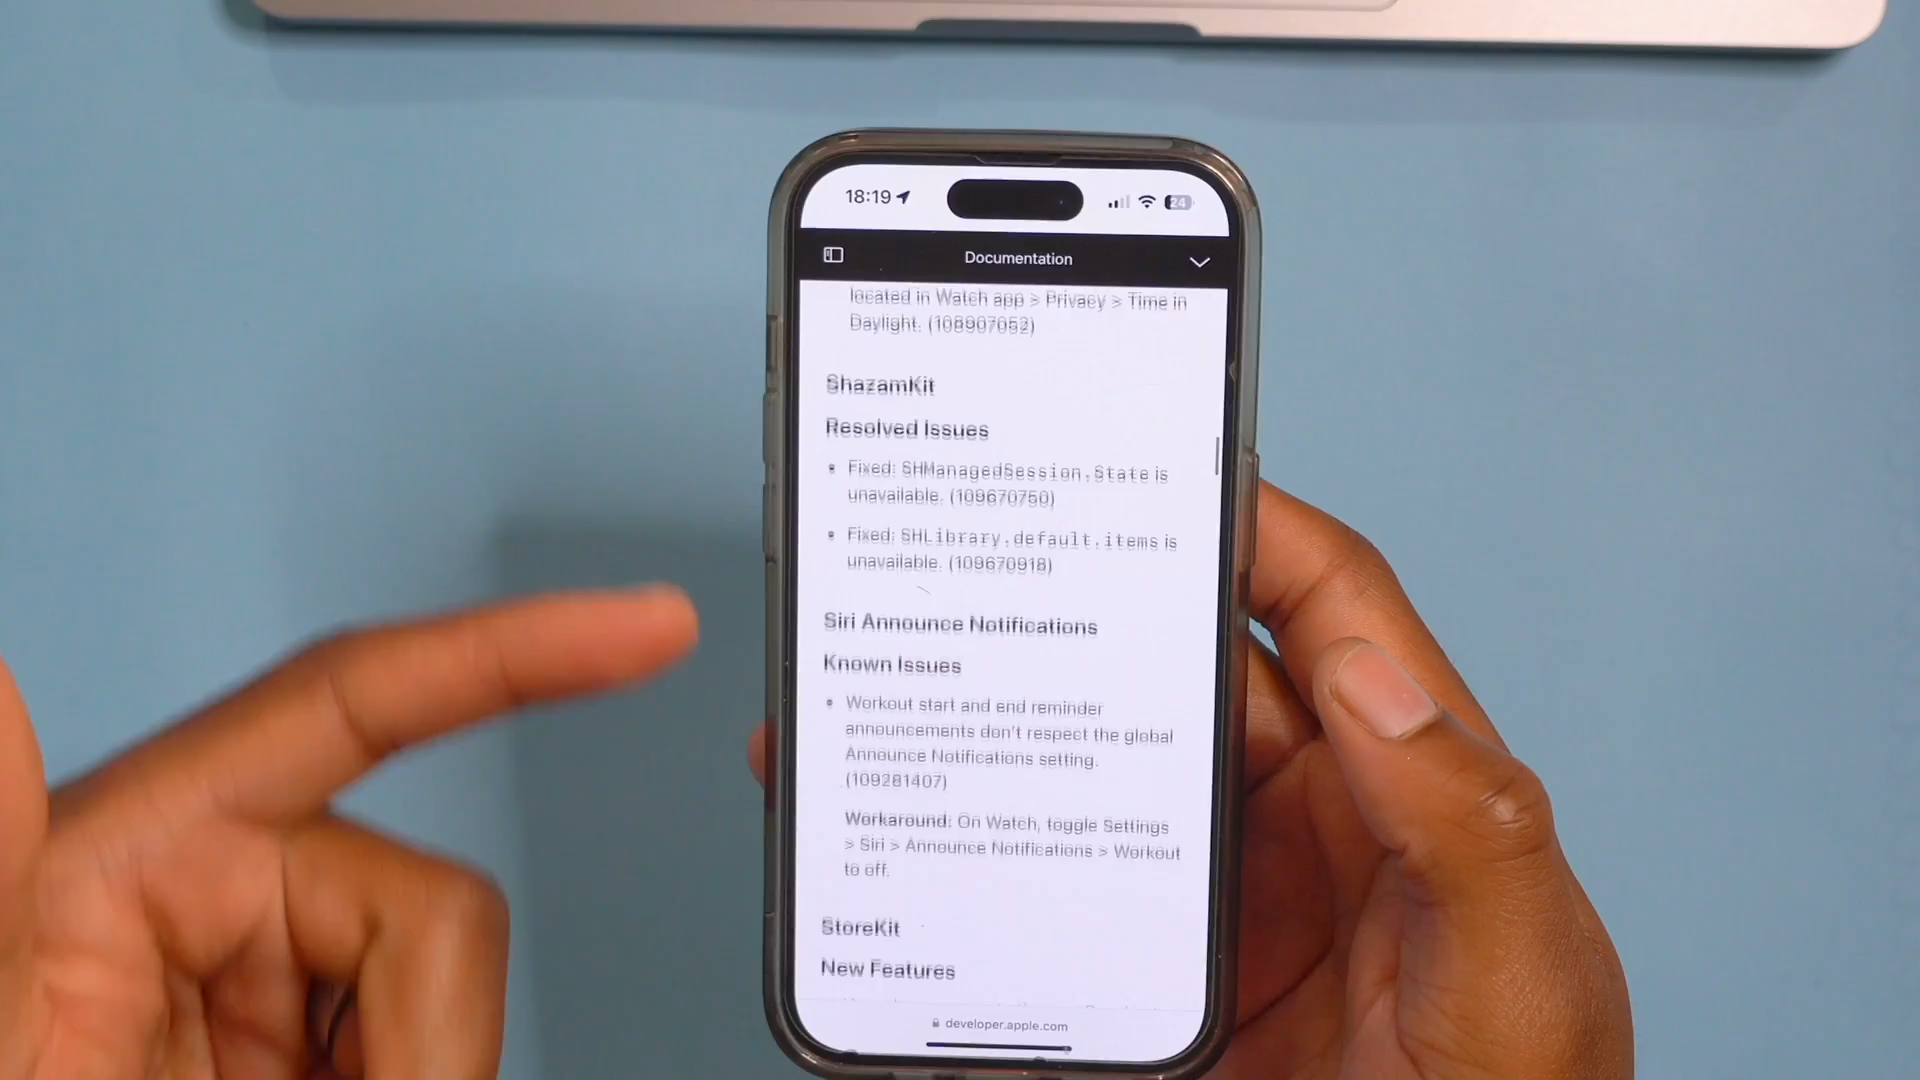 18:19
24
Documentation
located in Watch app > Privacy > Time in
Daylight. (108907052)
ShazamKit
Resolved Issues
Fixed: SHManagedSession.State is
unavailable. (109670750)
Fixed: SHLibrary.default.items is
unavailable. (109670918)
Siri Announce Notifications
Known Issues
Workout start and end reminder
announcements don't respect the global
Announce Notifications setting.
(109281407)
Workaround: On Watch, toggle Settings
> Siri > Announce Notifications > Workout
to off.
StoreKit
New Features
developer.apple.com